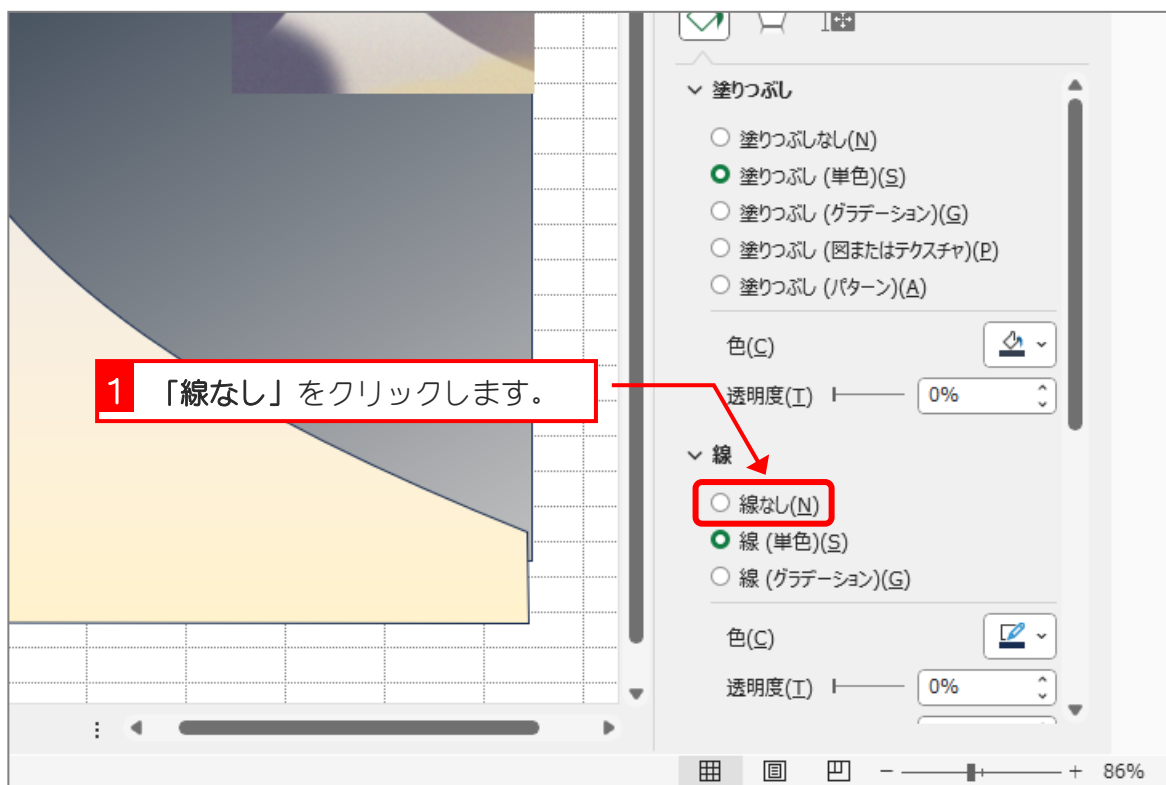 塗りつぶし
塗りつぶしなし(N)
塗りつぶし (単色)(S)
塗りつぶし (グラデーション)(G)
塗りつぶし (図またはテクスチャ)(P)
塗りつぶし (パターン)(A)
色(C)
1 「線なし」をクリックします。
透明度(T) 0%
線
線なし(N)
線 (単色)(S)
線 (グラデーション)(G)
色(C)
透明度(T) 0%
86%